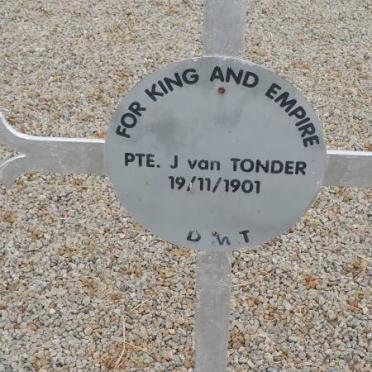 FOR KING AND EMPIRE
PTE. J van TONDER
19/11/1901